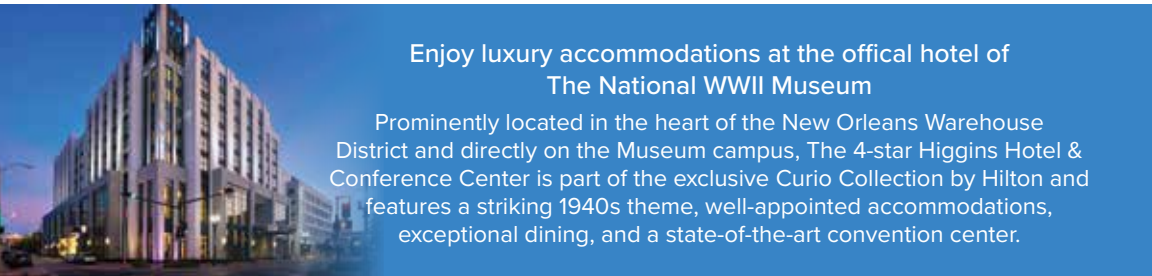 Enjoy luxury accommodations at the offical hotel of
The National WWII Museum
Prominently located in the heart of the New Orleans Warehouse
District and directly on the Museum campus, The 4-star Higgins Hotel &
Conference Center is part of the exclusive Curio Collection by Hilton and
features a striking 1940s theme, well-appointed accommodations,
exceptional dining, and a state-of-the-art convention center.